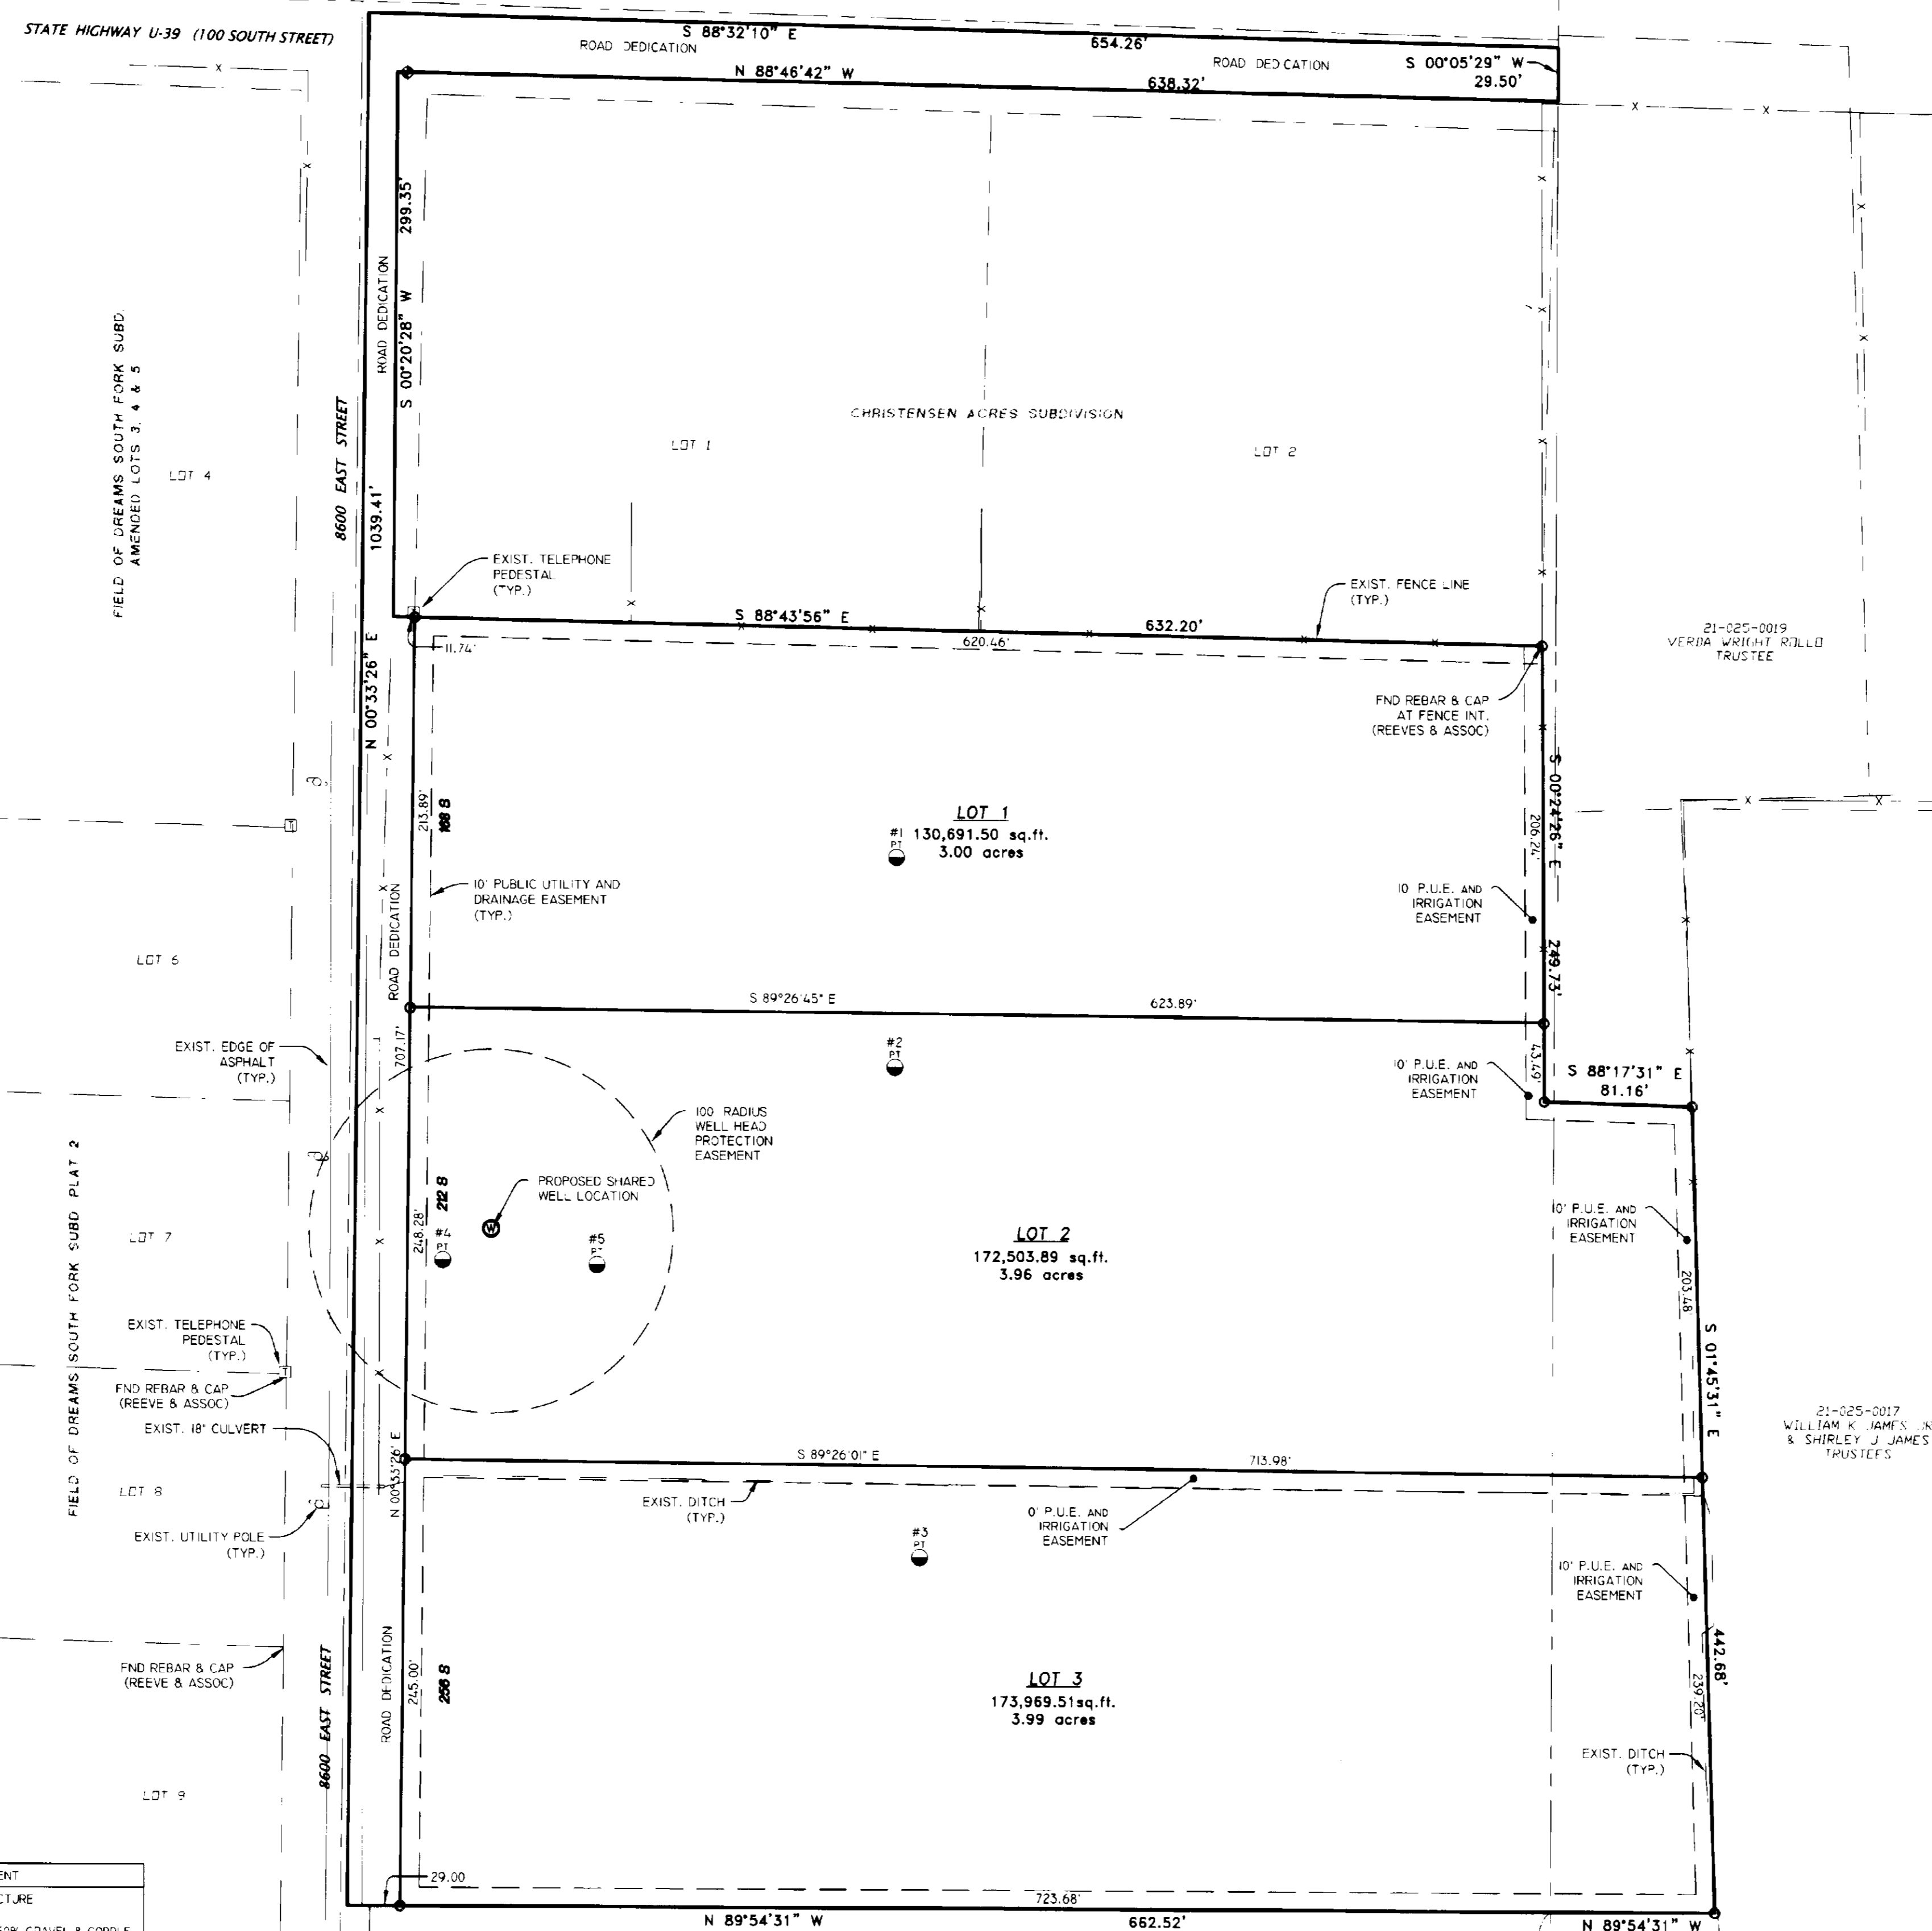 STATE HIGHWAY U-39 (100 SOUTH STREET)
S 88°32'10" E
654.26'
ROAD DEDICATION
ROAD DEDICATION
S 00°05'29" W
29.50'
N 88°46'42" W
638.32'
299.35'
S 00°20'28" W
ROAD DEDICATION
FIELD OF DREAMS SOUTH FORK SUBD.
AMENDED LOTS 3, 4 & 5
LOT 4
8600 EAST STREET
1039.41'
N 00°33'26" E
CHRISTENSEN ACRES SUBDIVISION
LOT 1
LOT 2
EXIST. TELEPHONE
PEDESTAL
(TYP.)
EXIST. FENCE LINE
(TYP.)
S 88°43'56" E
632.20'
11.74'
620.46'
21-025-0019
VERDA WRIGHT ROLLO
TRUSTEE
FND REBAR & CAP
AT FENCE INT.
(REEVES & ASSOC)
S 00°24'26" E
206.24'
249.73'
213.89'
168 S
LOT 1
#1
PT
130,691.50 sq.ft.
3.00 acres
10' PUBLIC UTILITY AND
DRAINAGE EASEMENT
(TYP.)
10 P.U.E. AND
IRRIGATION
EASEMENT
ROAD DEDICATION
LOT 6
S 89°26'45" E
623.89'
707.17'
EXIST. EDGE OF
ASPHALT
(TYP.)
#2
PT
43.49'
10' P.U.E. AND
IRRIGATION
EASEMENT
S 88°17'31" E
81.16'
100 RADIUS
WELL HEAD
PROTECTION
EASEMENT
PROPOSED SHARED
WELL LOCATION
W
212 S
248.28'
#4
PT
#5
PT
LOT 2
172,503.89 sq.ft.
3.96 acres
10' P.U.E. AND
IRRIGATION
EASEMENT
203.48'
S 01°45'31" E
FIELD OF DREAMS SOUTH FORK SUBD PLAT 2
LOT 7
EXIST. TELEPHONE
PEDESTAL
(TYP.)
FND REBAR & CAP
(REEVE & ASSOC)
EXIST. 18" CULVERT
LOT 8
EXIST. UTILITY POLE
(TYP.)
21-025-0017
WILLIAM K JAMES JR
& SHIRLEY J JAMES
TRUSTEES
N 00°33'26" E
S 89°26'01" E
713.98'
EXIST. DITCH
(TYP.)
0' P.U.E. AND
IRRIGATION
EASEMENT
#3
PT
10' P.U.E. AND
IRRIGATION
EASEMENT
442.68'
239.20'
FND REBAR & CAP
(REEVE & ASSOC)
8600 EAST STREET
ROAD DEDICATION
245.00'
256 S
LOT 3
173,969.51sq.ft.
3.99 acres
EXIST. DITCH
(TYP.)
LOT 9
29.00
723.68'
N 89°54'31" W
662.52'
N 89°54'31" W